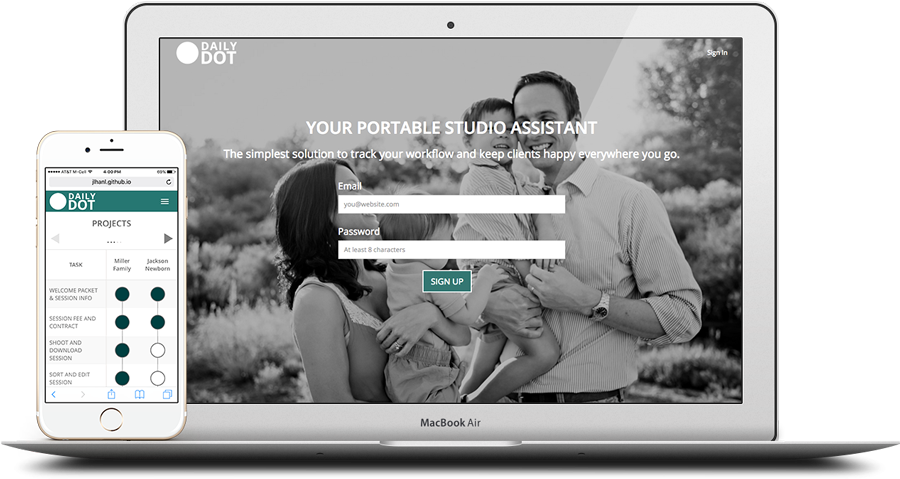 DAILY
DOT
Sign In
YOUR PORTABLE STUDIO ASSISTANT
The simplest solution to track your workflow and keep clients happy everywhere you go.
Email
you@website.com
Password
At least 8 characters
SIGN UP
MacBook Air
AT&T M-Cell 4:00 PM 65%
jlhanl.github.io
DAILY
DOT
PROJECTS
TASK Miller Family Jackson Newborn
WELCOME PACKET
& SESSION INFO
SESSION FEE AND
CONTRACT
SHOOT AND
DOWNLOAD
SESSION
SORT AND EDIT
SESSION